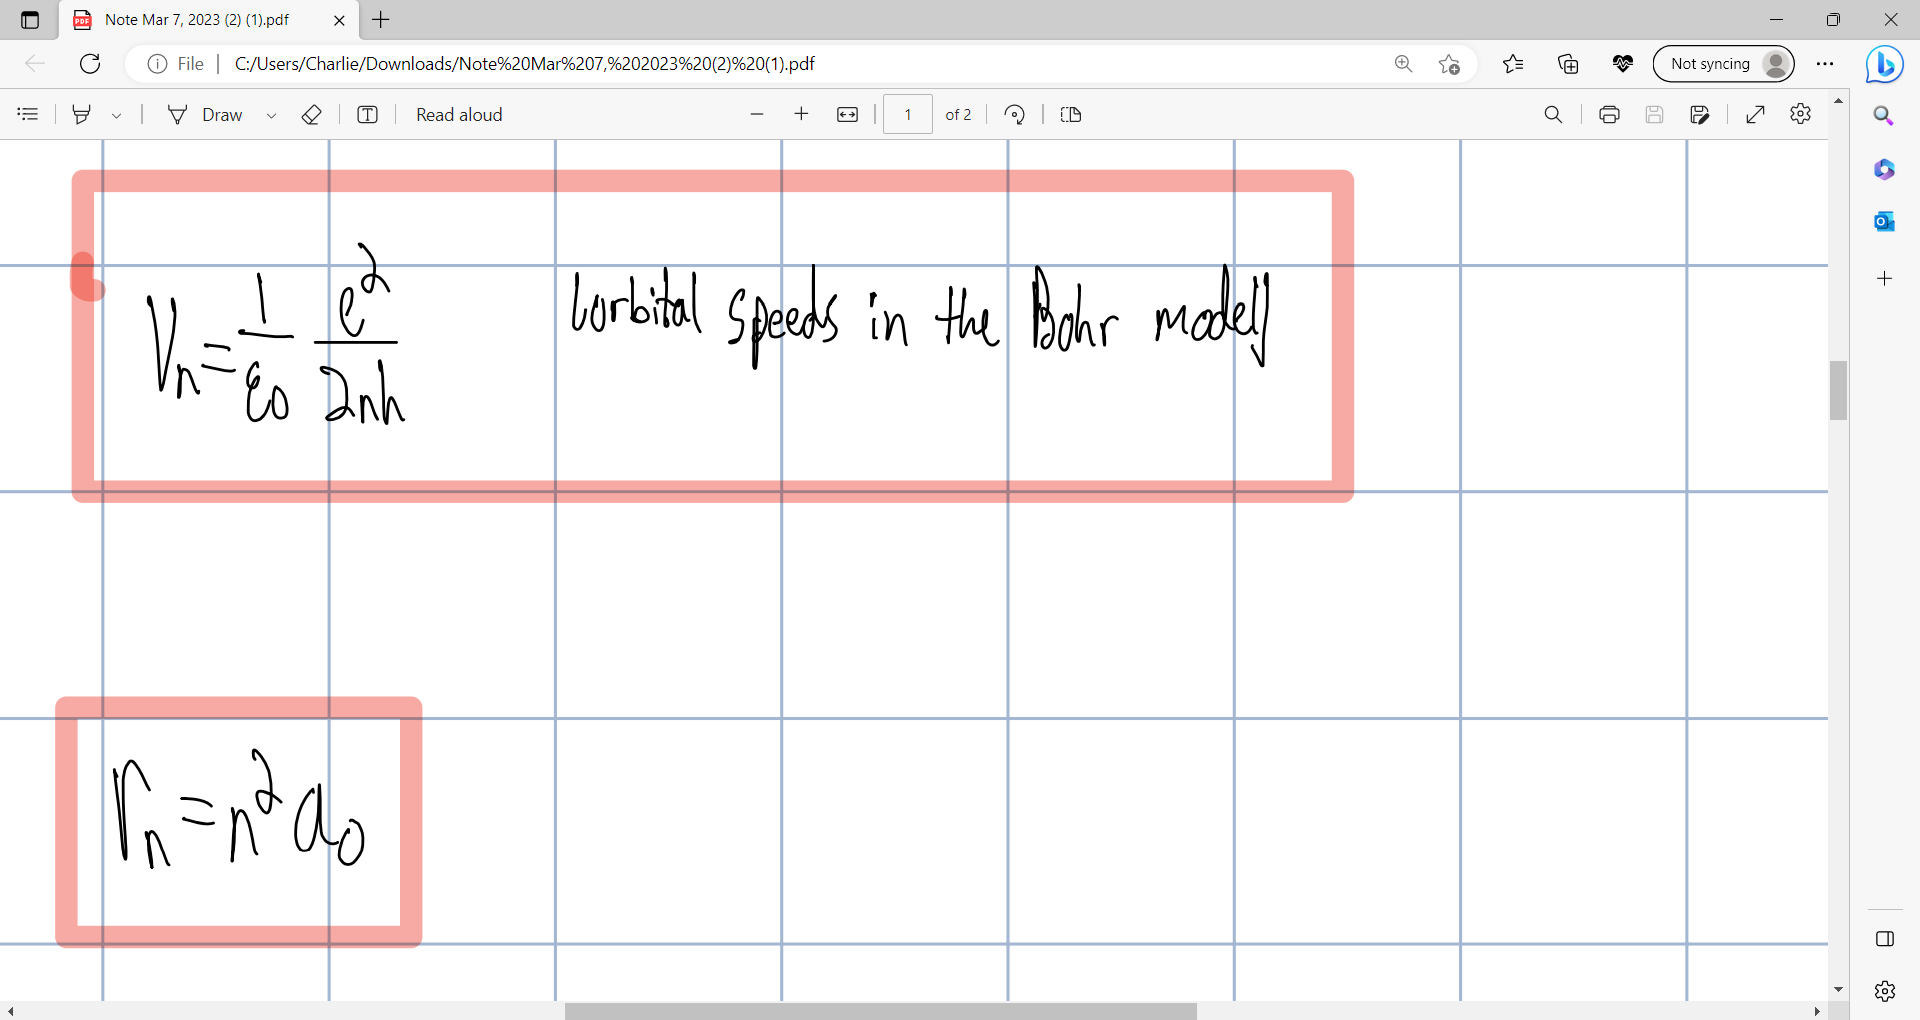 Note Mar 7, 2023 (2) (1).pdf
File | C:/Users/Charlie/Downloads/Note%20Mar%207,%202023%20(2)%20(1).pdf
Not syncing
Draw
Read aloud
1 of 2
Vn = 1/ε0 e²/2nh (orbital speeds in the Bohr model)
rn = n² a0